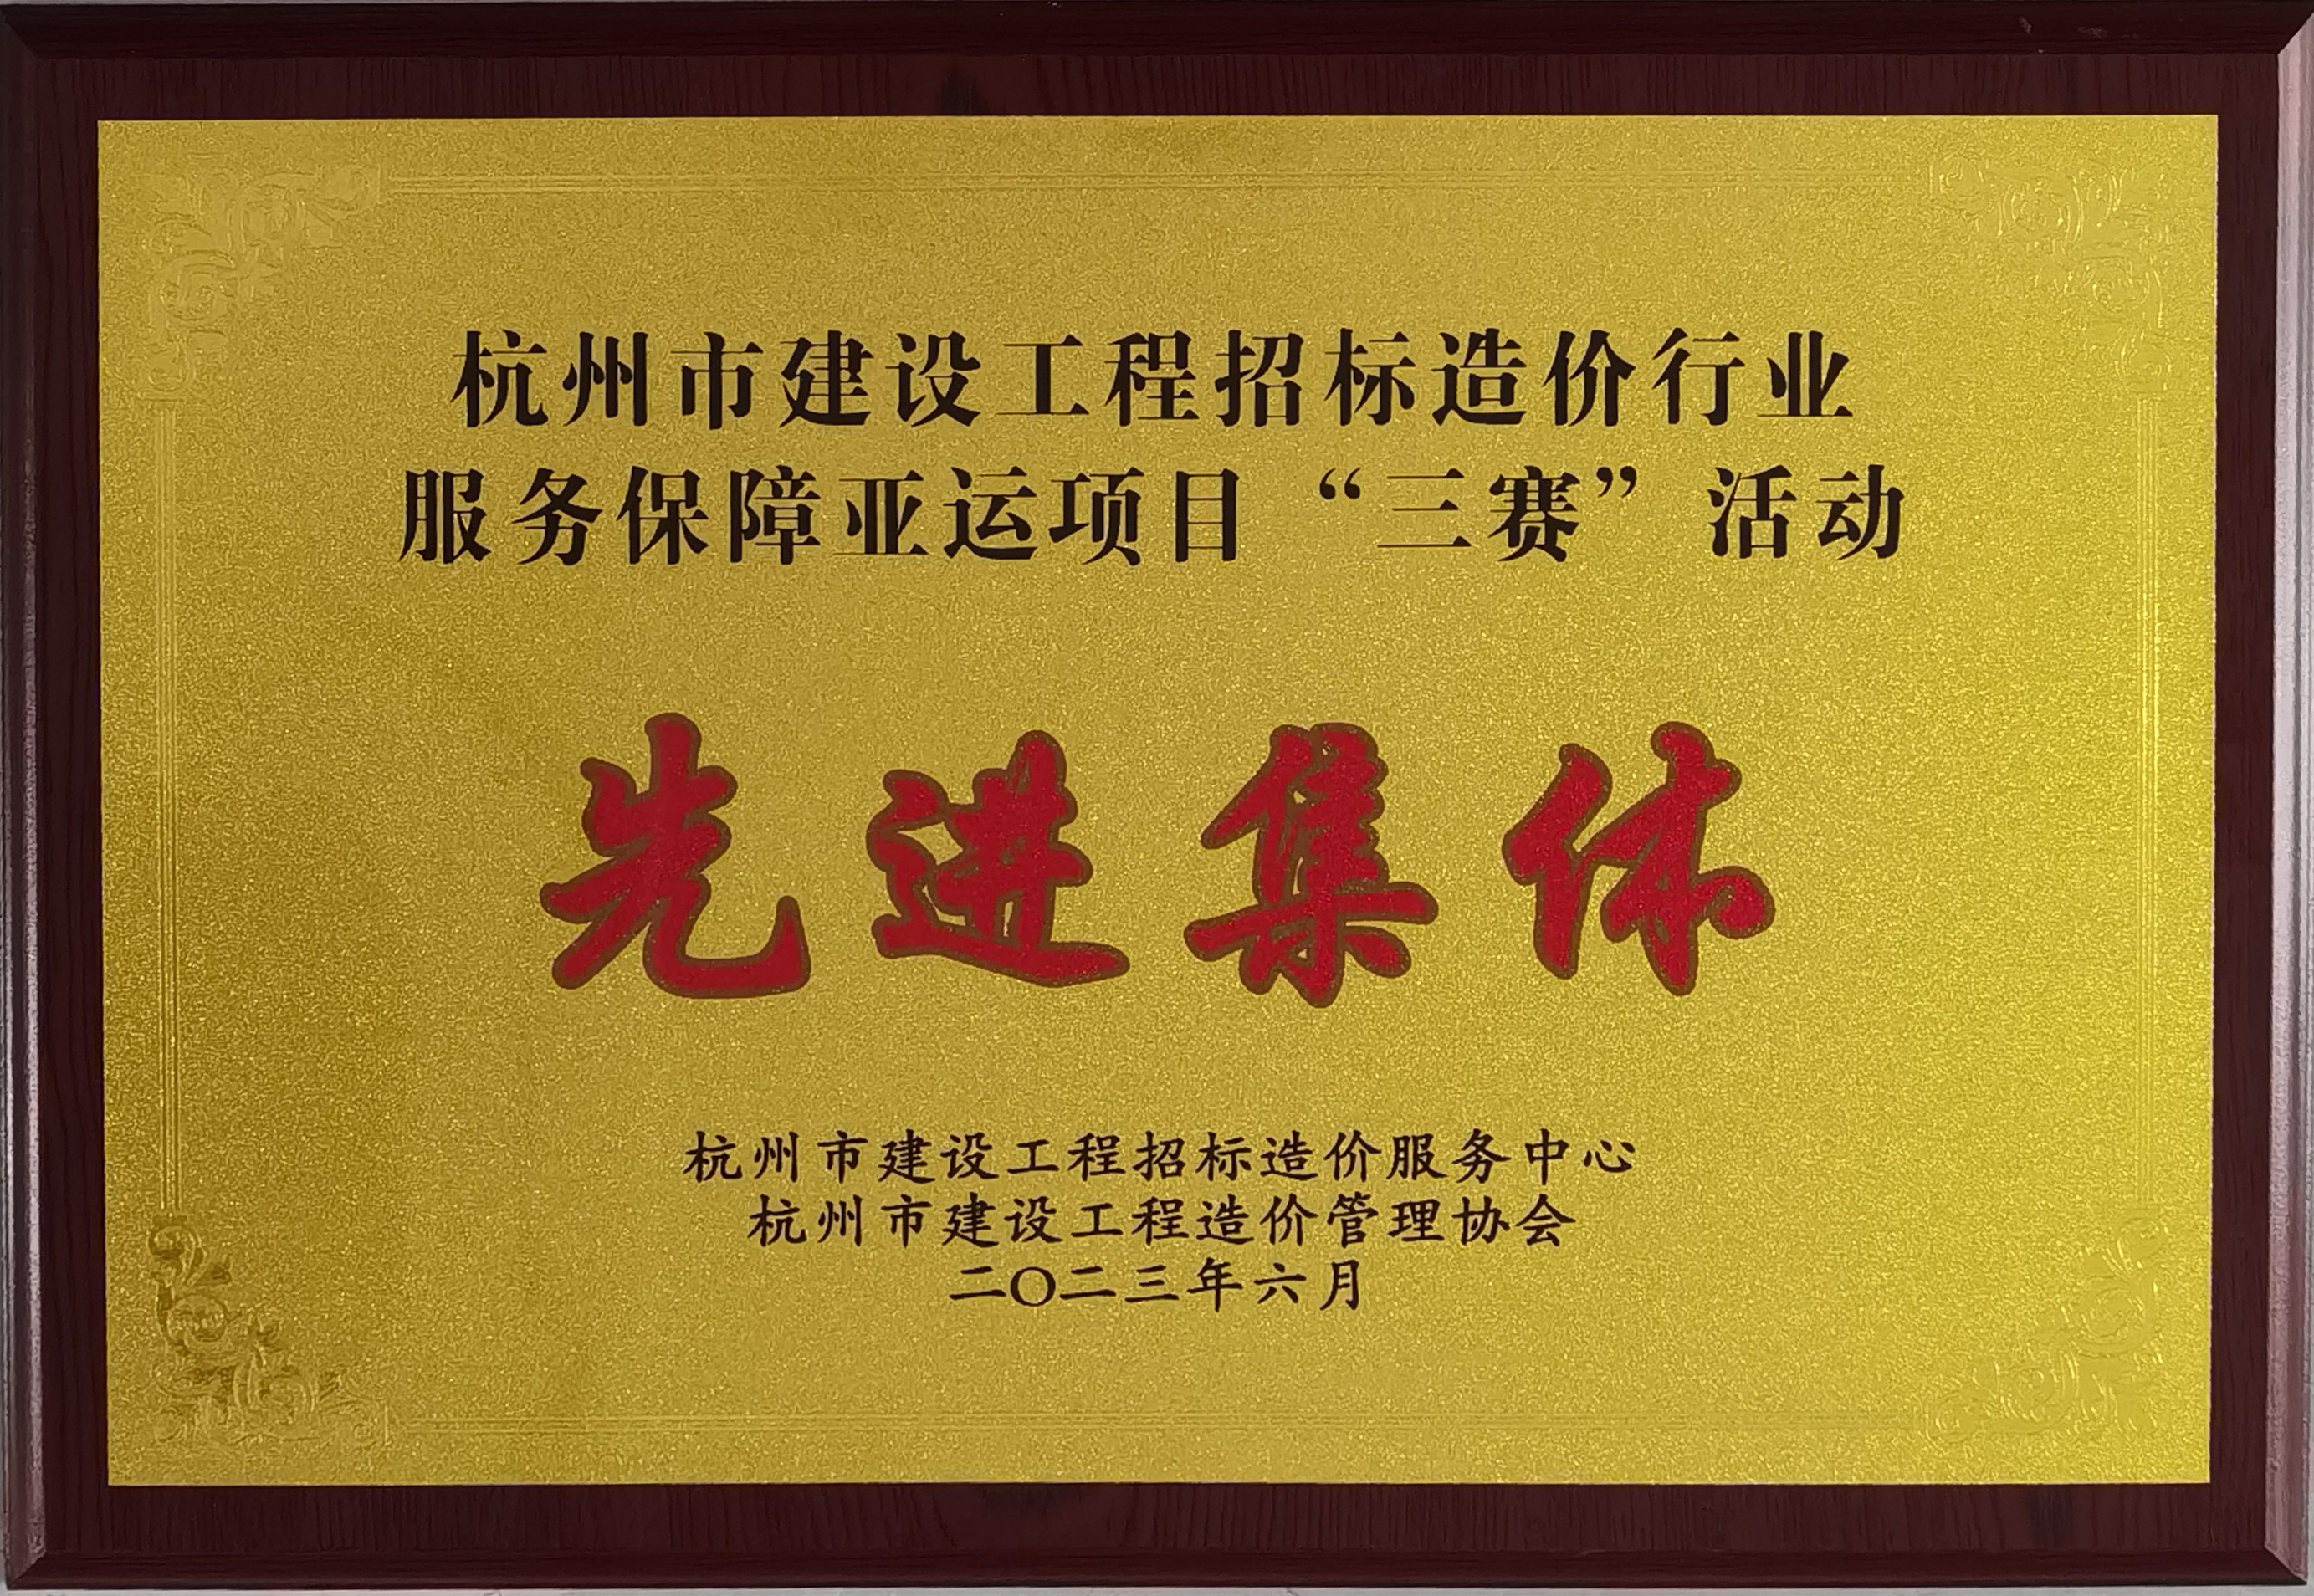 杭州市建设工程招标造价行业
服务保障亚运项目“三赛”活动
先进集体
杭州市建设工程招标造价服务中心
杭州市建设工程造价管理协会
二〇二三年六月